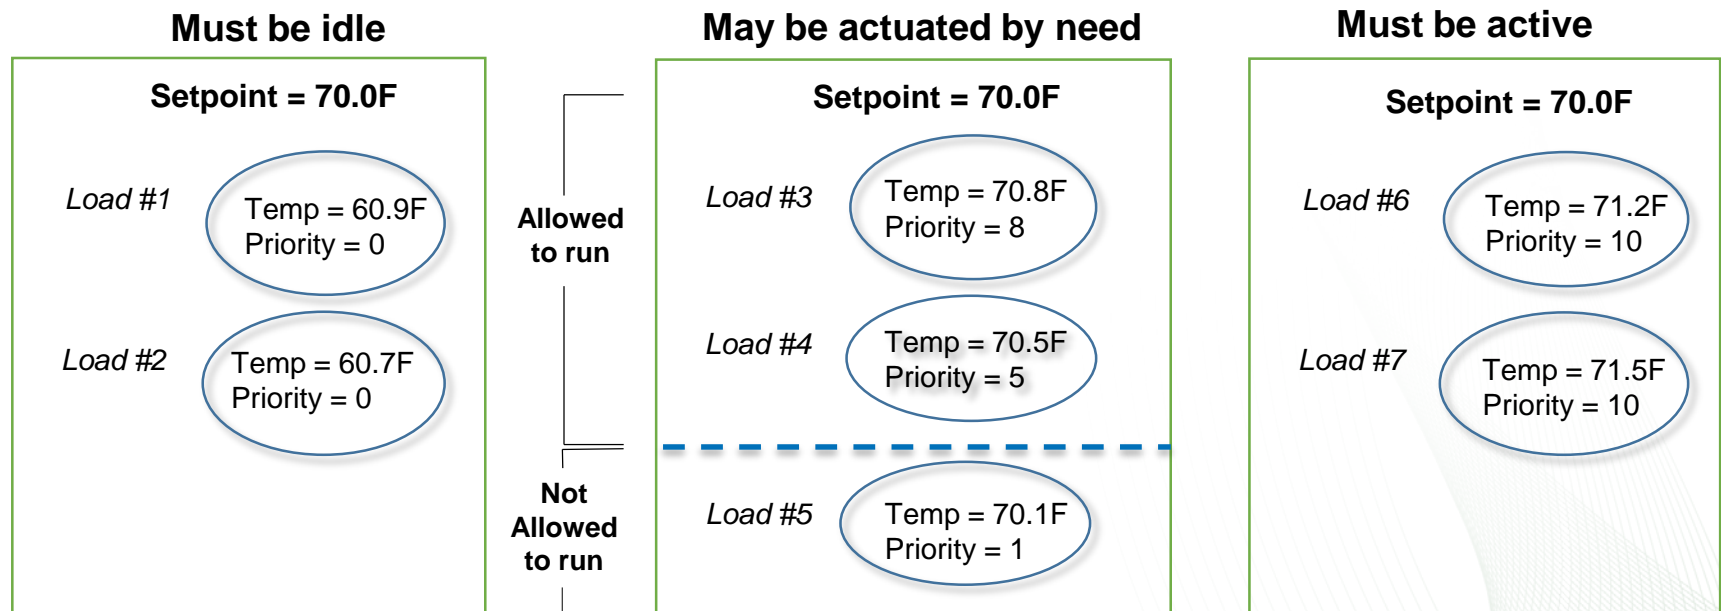 Must be idle
Setpoint = 70.0F
Load #1
Temp = 60.9F
Priority = 0
Load #2
Temp = 60.7F
Priority = 0
Allowed
to run
Not
Allowed
to run
May be actuated by need
Setpoint = 70.0F
Load #3
Temp = 70.8F
Priority = 8
Load #4
Temp = 70.5F
Priority = 5
Load #5
Temp = 70.1F
Priority = 1
Must be active
Setpoint = 70.0F
Load #6
Temp = 71.2F
Priority = 10
Load #7
Temp = 71.5F
Priority = 10